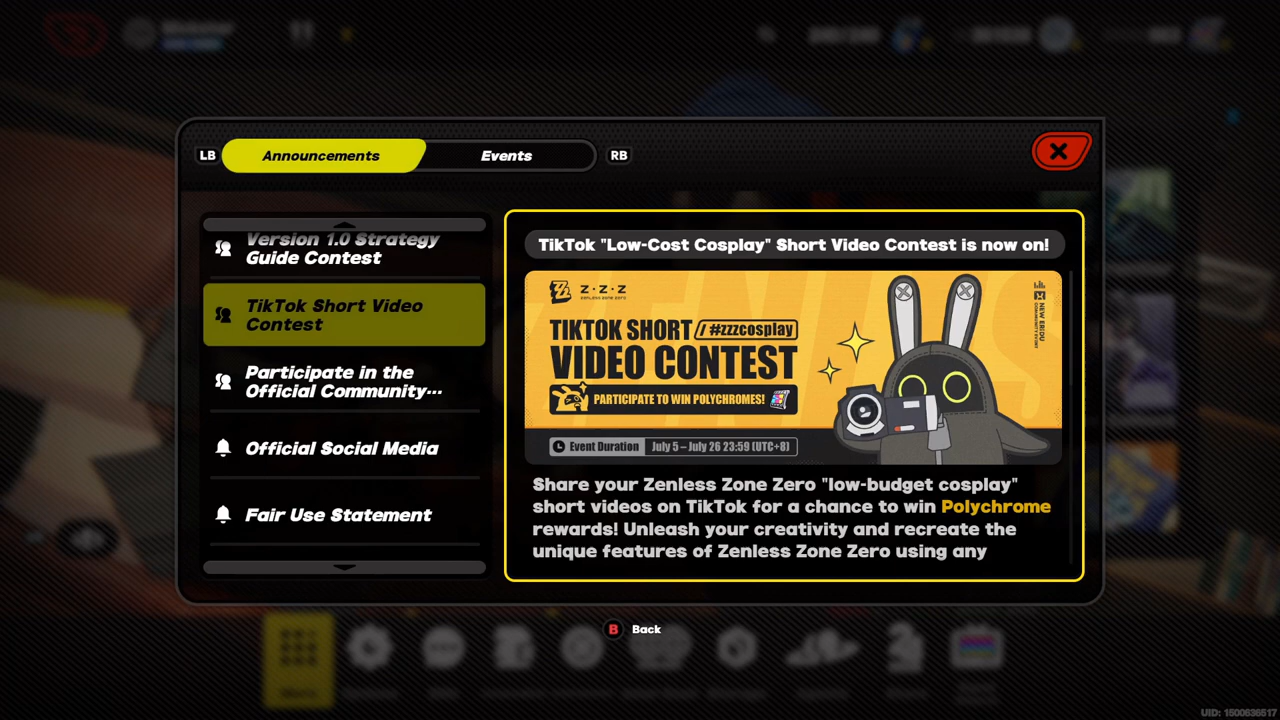 LB
Announcements
Events
RB
Version 1.0 Strategy
Guide Contest
TikTok Short Video
Contest
Participate in the
Official Community···
Official Social Media
Fair Use Statement
TikTok "Low-Cost Cosplay" Short Video Contest is now on!
Z·Z·Z
ZENLESS ZONE ZERO
NEW ERIDU
COMMUNITY EVENT
TIKTOK SHORT / #zzzcosplay
VIDEO CONTEST
PARTICIPATE TO WIN POLYCHROMES!
Event Duration July 5 – July 26 23:59 (UTC+8)
Share your Zenless Zone Zero "low-budget cosplay"
short videos on TikTok for a chance to win Polychrome
rewards! Unleash your creativity and recreate the
unique features of Zenless Zone Zero using any
B Back
UID: 1500636517